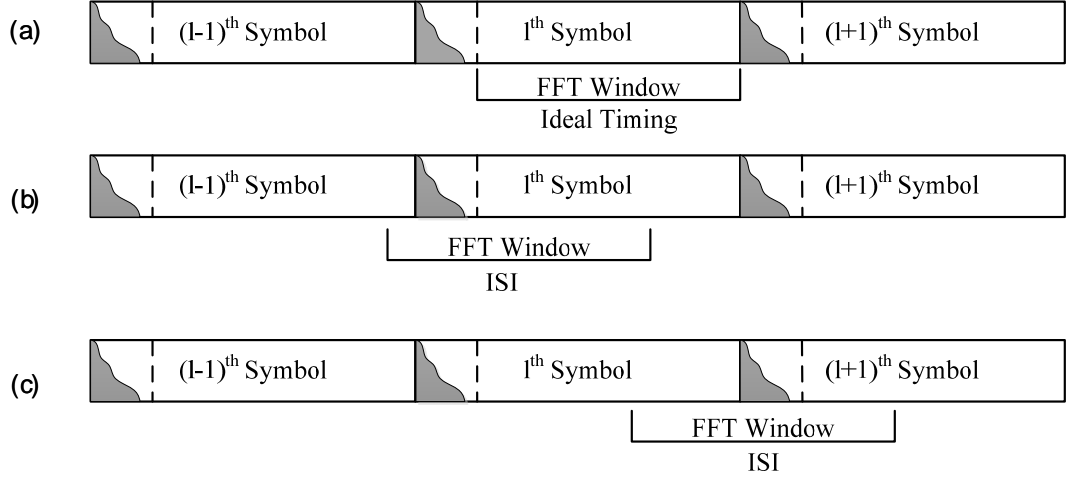 (a) (l-1)th Symbol lth Symbol (l+1)th Symbol
FFT Window
Ideal Timing
(b) (l-1)th Symbol lth Symbol (l+1)th Symbol
FFT Window
ISI
(c) (l-1)th Symbol lth Symbol (l+1)th Symbol
FFT Window
ISI